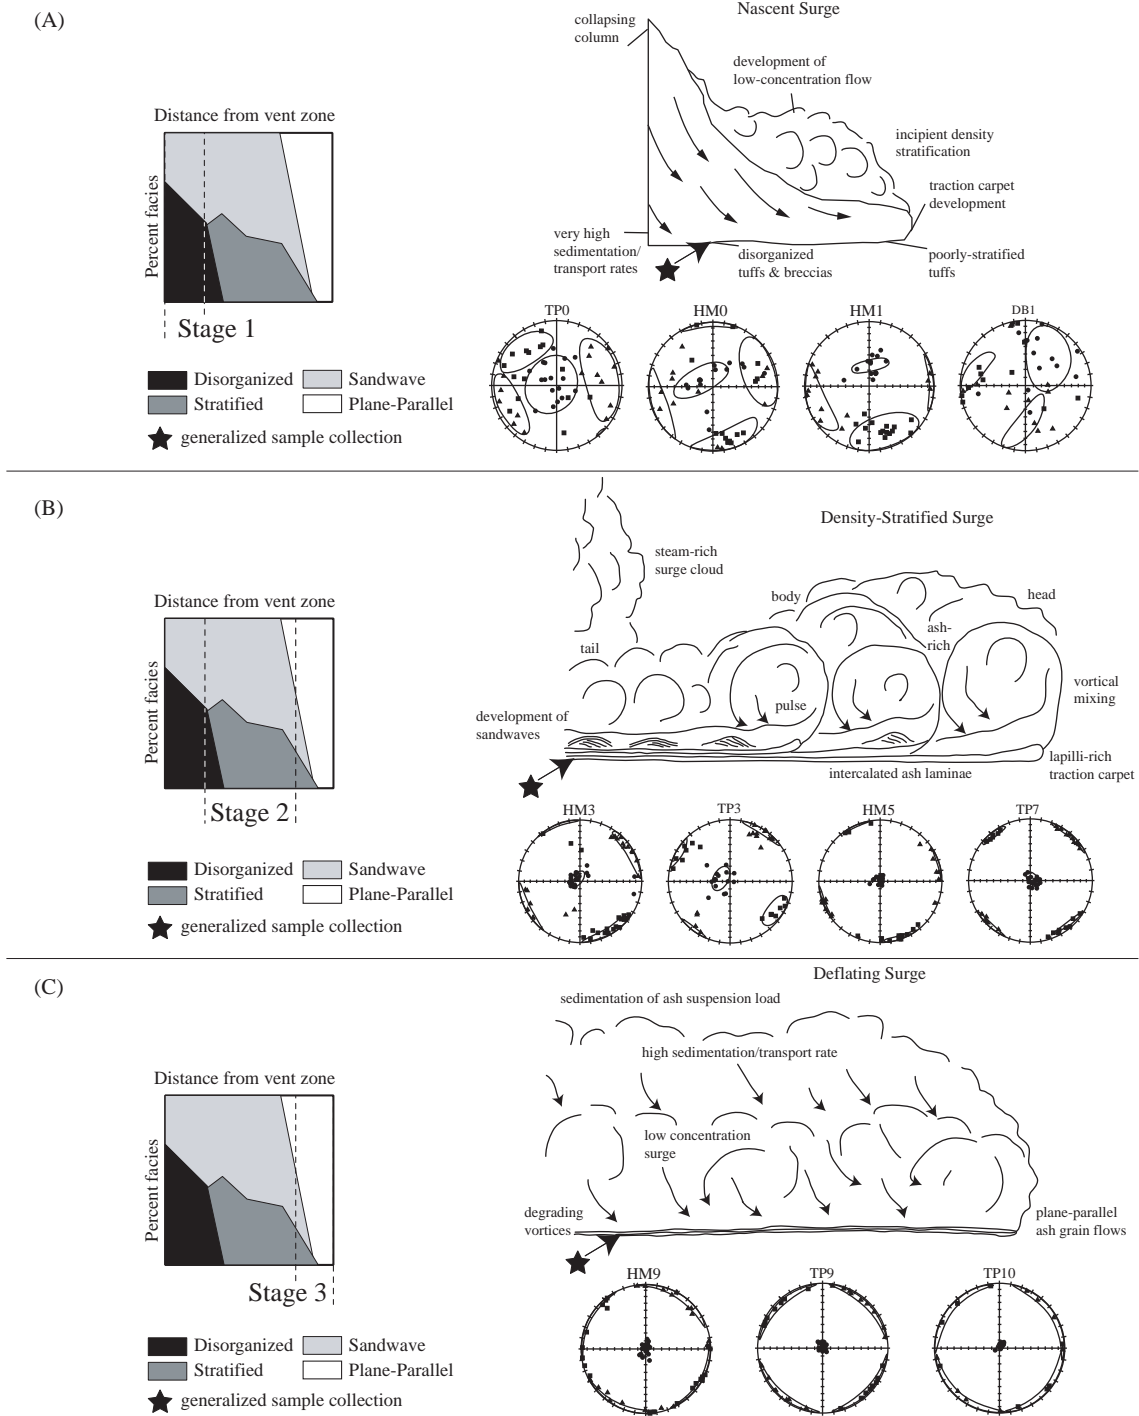 (A)
Nascent Surge
collapsing
column
development of
low-concentration flow
incipient density
stratification
traction carpet
development
very high
sedimentation/
transport rates
disorganized
tuffs & breccias
poorly-stratified
tuffs
Distance from vent zone
Percent facies
Stage 1
Disorganized
Sandwave
Stratified
Plane-Parallel
generalized sample collection
TP0
HM0
HM1
DB1
(B)
Density-Stratified Surge
steam-rich
surge cloud
body
head
ash-
rich
tail
vortical
mixing
pulse
development of
sandwaves
lapilli-rich
traction carpet
intercalated ash laminae
Distance from vent zone
Percent facies
Stage 2
Disorganized
Sandwave
Stratified
Plane-Parallel
generalized sample collection
HM3
TP3
HM5
TP7
(C)
Deflating Surge
sedimentation of ash suspension load
high sedimentation/transport rate
low concentration
surge
degrading
vortices
plane-parallel
ash grain flows
Distance from vent zone
Percent facies
Stage 3
Disorganized
Sandwave
Stratified
Plane-Parallel
generalized sample collection
HM9
TP9
TP10